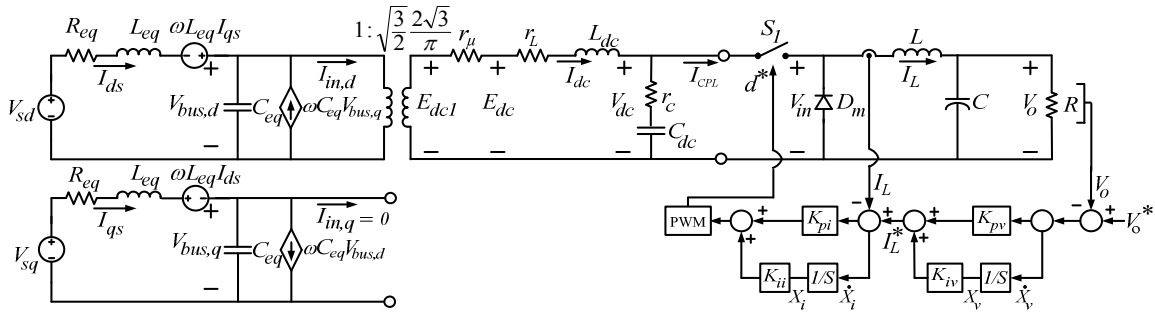 R_eq L_eq ωL_eq I_qs
I_ds
V_sd
V_bus,d
C_eq
I_in,d
ωC_eq V_bus,q
1:√(3/2) 2√3/π
E_dc1
r_μ
E_dc
r_L
L_dc
I_dc
V_dc
r_c
C_dc
I_CPL
S_1
d*
V_in
D_m
L
I_L
C
V_o
R
R_eq L_eq ωL_eq I_ds
I_qs
V_sq
V_bus,q
C_eq
I_in,q = 0
ωC_eq V_bus,d
I_L
V_o
PWM
K_pi
I_L*
K_pv
V_o*
K_ii
1/S
X_i
Ẋ_i
K_iv
1/S
X_v
Ẋ_v